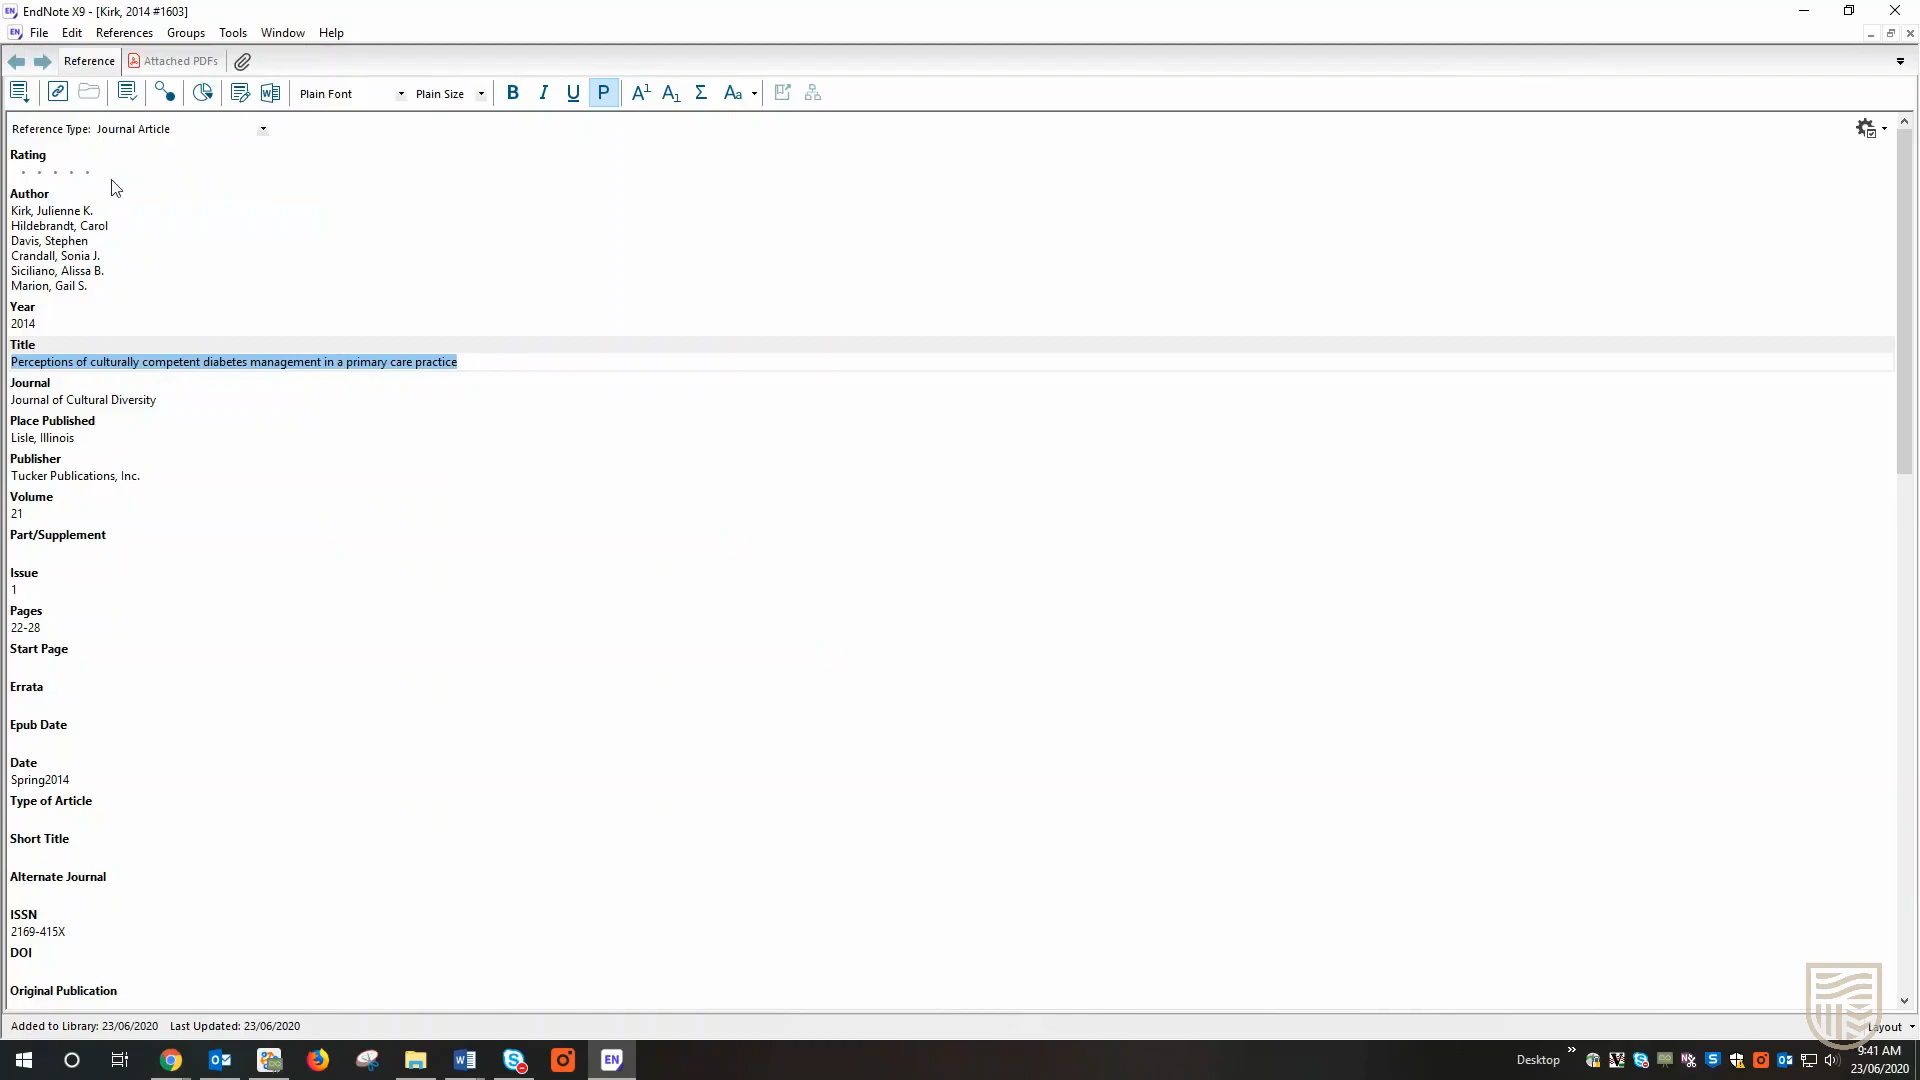 EndNote X9 - [Kirk, 2014 #1603]
File Edit References Groups Tools Window Help
Reference Attached PDFs
Plain Font Plain Size B I U P A1 A1 Σ Aa
Reference Type: Journal Article
Rating
Author
Kirk, Julienne K.
Hildebrandt, Carol
Davis, Stephen
Crandall, Sonia J.
Siciliano, Alissa B.
Marion, Gail S.
Year
2014
Title
Perceptions of culturally competent diabetes management in a primary care practice
Journal
Journal of Cultural Diversity
Place Published
Lisle, Illinois
Publisher
Tucker Publications, Inc.
Volume
21
Part/Supplement
Issue
1
Pages
22-28
Start Page
Errata
Epub Date
Date
Spring2014
Type of Article
Short Title
Alternate Journal
ISSN
2169-415X
DOI
Original Publication
Added to Library: 23/06/2020 Last Updated: 23/06/2020
Layout
EN
Desktop
9:41 AM
23/06/2020